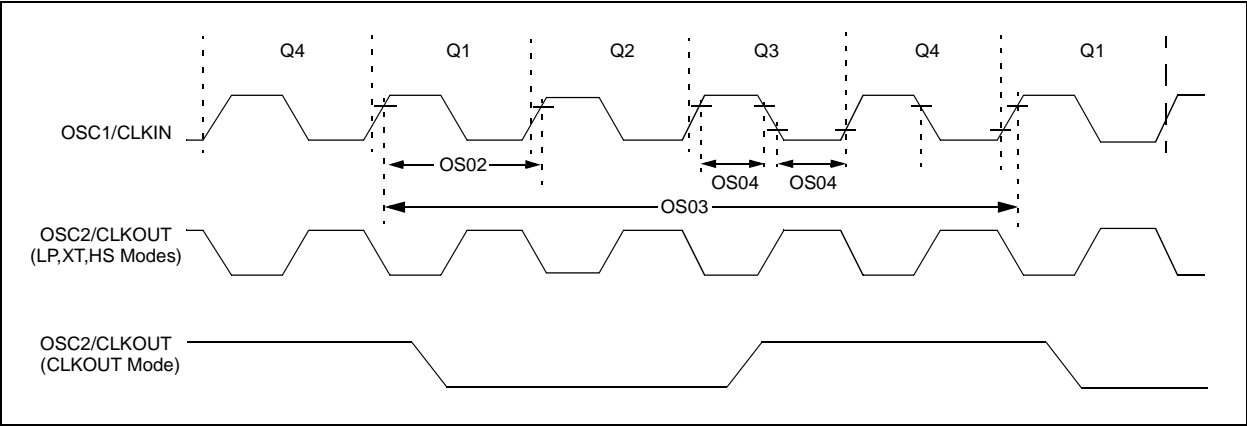 Q4 Q1 Q2 Q3 Q4 Q1
OSC1/CLKIN
OS02
OS04 OS04
OS03
OSC2/CLKOUT
(LP,XT,HS Modes)
OSC2/CLKOUT
(CLKOUT Mode)